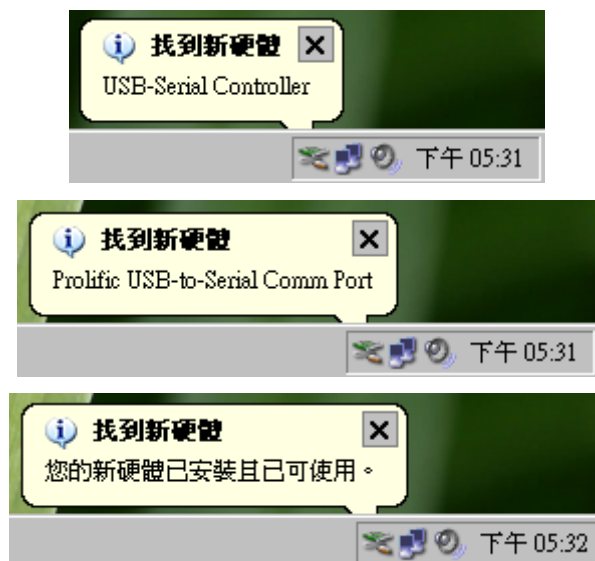 找到新硬體
USB-Serial Controller
下午 05:31
找到新硬體
Prolific USB-to-Serial Comm Port
下午 05:31
找到新硬體
您的新硬體已安裝且已可使用。
下午 05:32